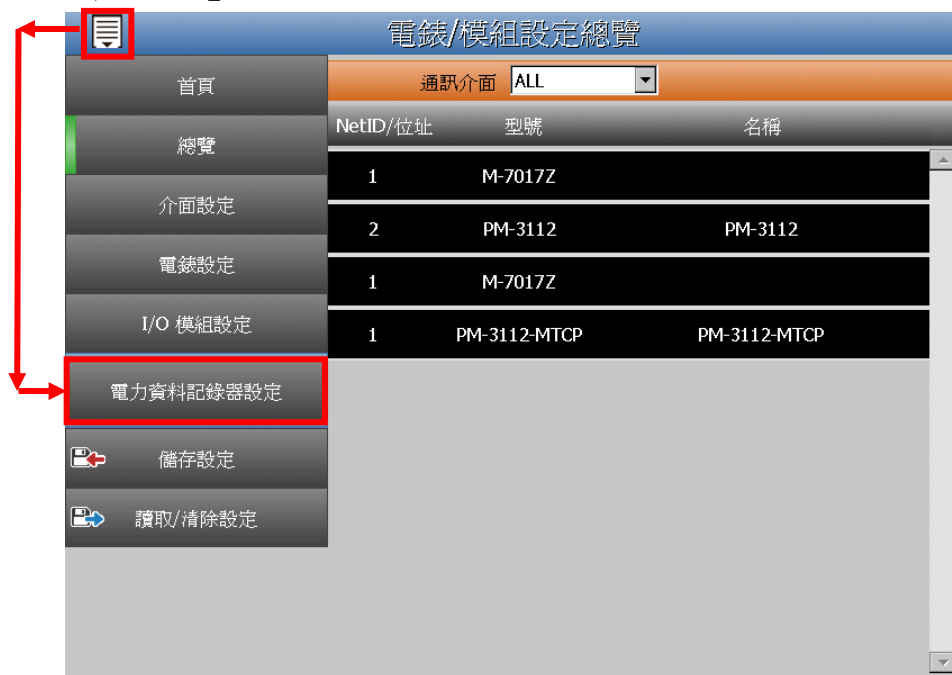 電錶/模組設定總覽
首頁
總覽
介面設定
電錶設定
I/O 模組設定
電力資料記錄器設定
儲存設定
讀取/清除設定
通訊介面 ALL
NetID/位址 型號 名稱
1 M-7017Z
2 PM-3112 PM-3112
1 M-7017Z
1 PM-3112-MTCP PM-3112-MTCP